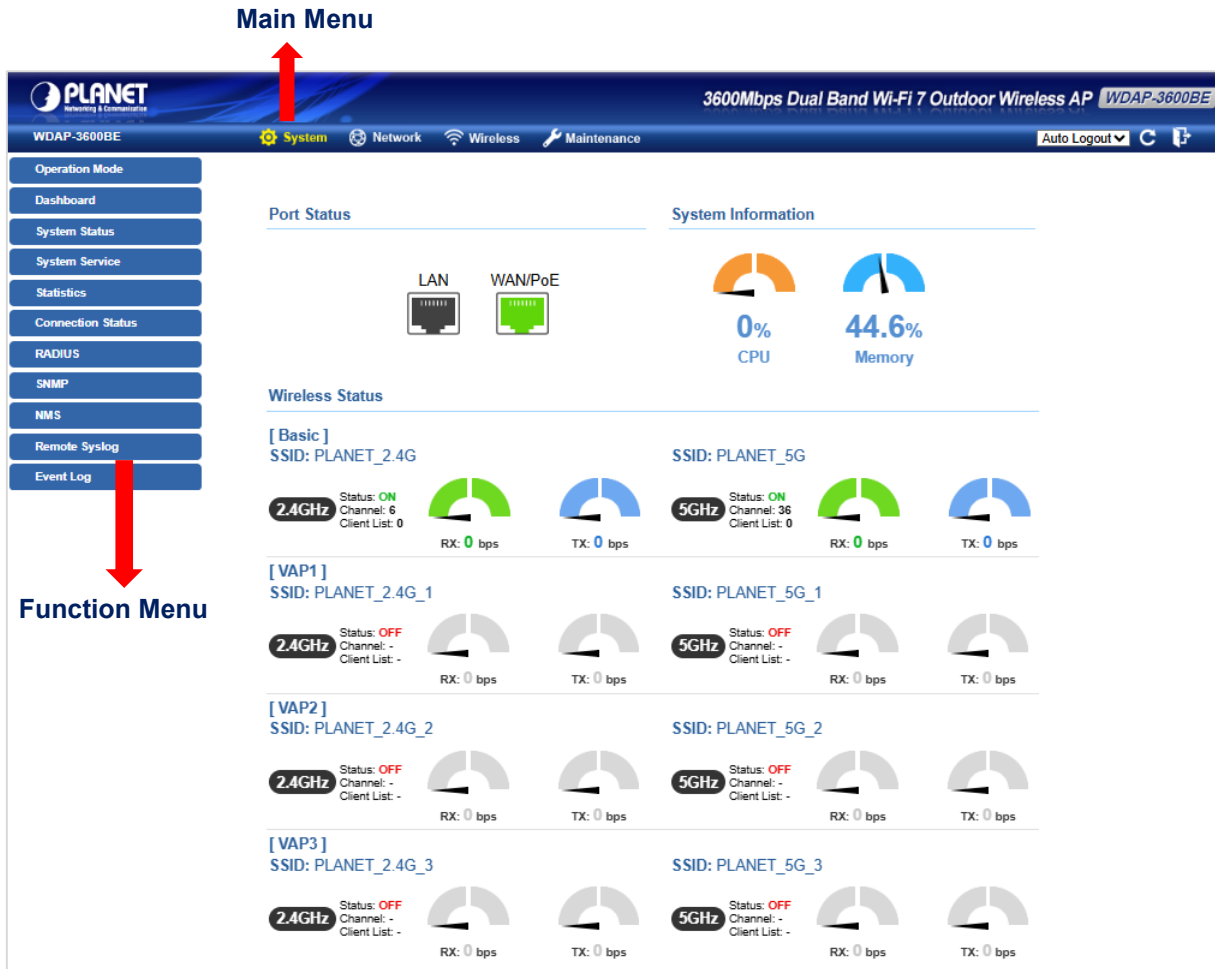 Main Menu
PLANET
Networking & Communication
3600Mbps Dual Band Wi-Fi 7 Outdoor Wireless AP WDAP-3600BE
WDAP-3600BE
System Network Wireless Maintenance
Auto Logout
Operation Mode
Dashboard
System Status
System Service
Statistics
Connection Status
RADIUS
SNMP
NMS
Remote Syslog
Event Log
Function Menu
Port Status
LAN WAN/PoE
System Information
0% 44.6%
CPU Memory
Wireless Status
[ Basic ]
SSID: PLANET_2.4G
2.4GHz
Status: ON
Channel: 6
Client List: 0
RX: 0 bps TX: 0 bps
SSID: PLANET_5G
5GHz
Status: ON
Channel: 36
Client List: 0
RX: 0 bps TX: 0 bps
[ VAP1 ]
SSID: PLANET_2.4G_1
2.4GHz
Status: OFF
Channel: -
Client List: -
RX: 0 bps TX: 0 bps
SSID: PLANET_5G_1
5GHz
Status: OFF
Channel: -
Client List: -
RX: 0 bps TX: 0 bps
[ VAP2 ]
SSID: PLANET_2.4G_2
2.4GHz
Status: OFF
Channel: -
Client List: -
RX: 0 bps TX: 0 bps
SSID: PLANET_5G_2
5GHz
Status: OFF
Channel: -
Client List: -
RX: 0 bps TX: 0 bps
[ VAP3 ]
SSID: PLANET_2.4G_3
2.4GHz
Status: OFF
Channel: -
Client List: -
RX: 0 bps TX: 0 bps
SSID: PLANET_5G_3
5GHz
Status: OFF
Channel: -
Client List: -
RX: 0 bps TX: 0 bps